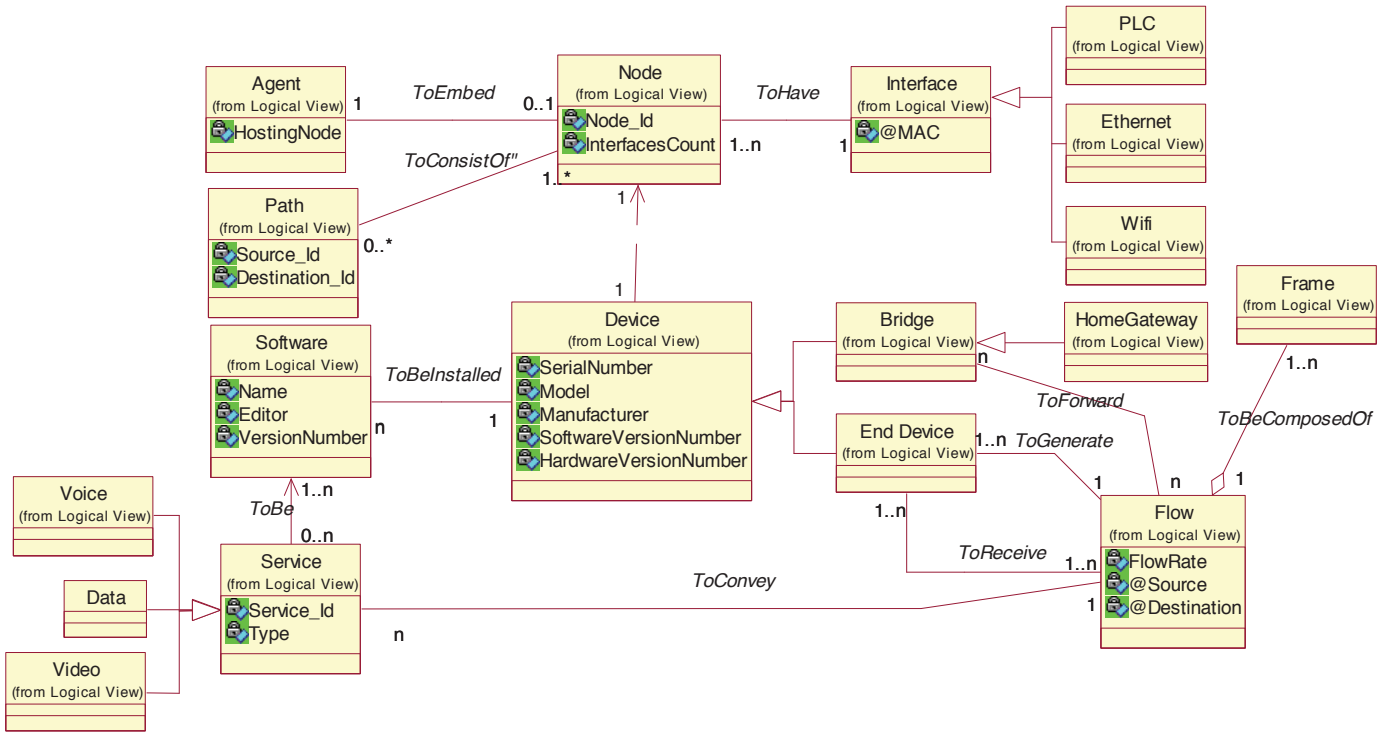 PLC
(from Logical View)
Agent
(from Logical View)
HostingNode
1
ToEmbed
0..1
Node
(from Logical View)
Node_Id
InterfacesCount
ToHave
1..n
1
Interface
(from Logical View)
@MAC
Ethernet
(from Logical View)
Wifi
(from Logical View)
ToConsistOf"
1..*
0..*
Path
(from Logical View)
Source_Id
Destination_Id
1
1
Frame
(from Logical View)
1..n
Software
(from Logical View)
Name
Editor
VersionNumber
ToBeInstalled
n
1
Device
(from Logical View)
SerialNumber
Model
Manufacturer
SoftwareVersionNumber
HardwareVersionNumber
Bridge
(from Logical View)
n
HomeGateway
(from Logical View)
ToForward
ToBeComposedOf
End Device
(from Logical View)
1..n
ToGenerate
1
n
1
1..n
ToReceive
1..n
Flow
(from Logical View)
FlowRate
@Source
@Destination
1..n
ToBe
0..n
Voice
(from Logical View)
Data
Video
(from Logical View)
Service
(from Logical View)
Service_Id
Type
ToConvey
n
1